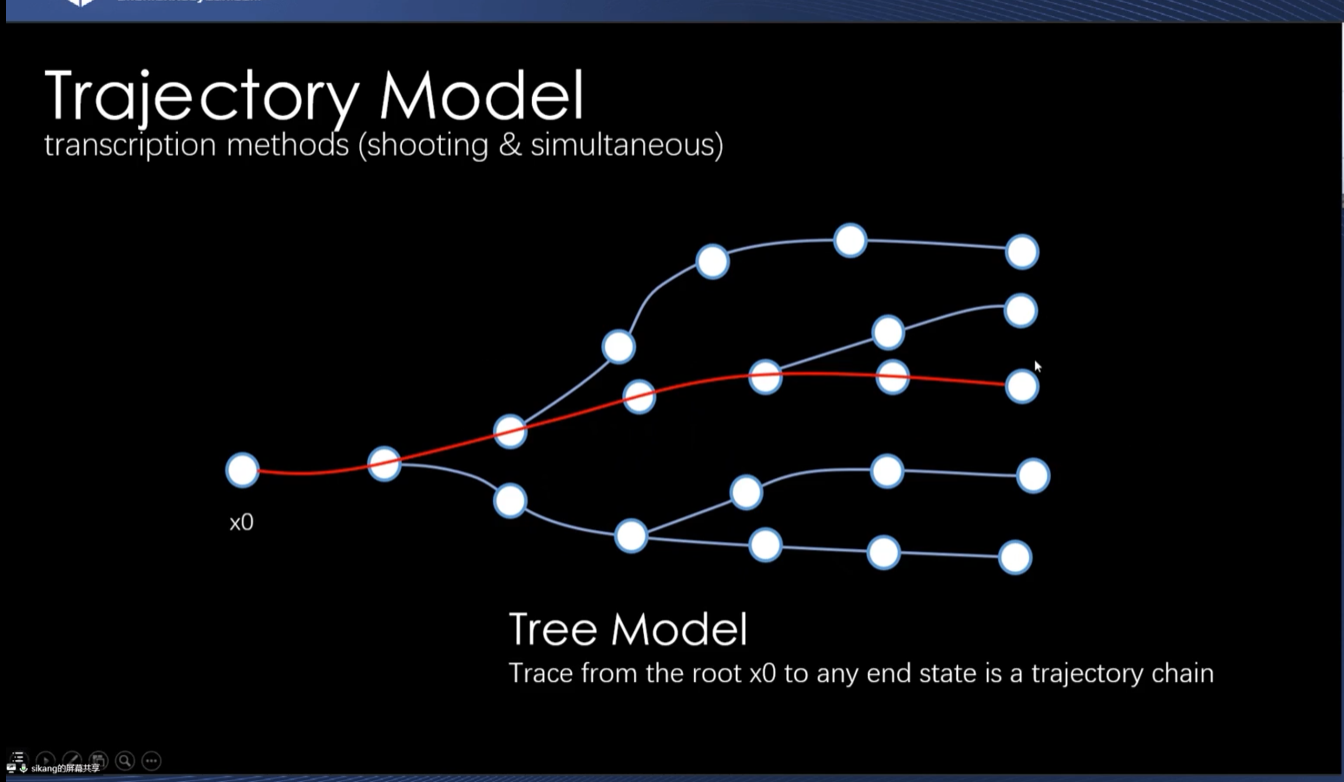 Trajectory Model
transcription methods (shooting & simultaneous)
x0
Tree Model
Trace from the root x0 to any end state is a trajectory chain
sikang的屏幕共享